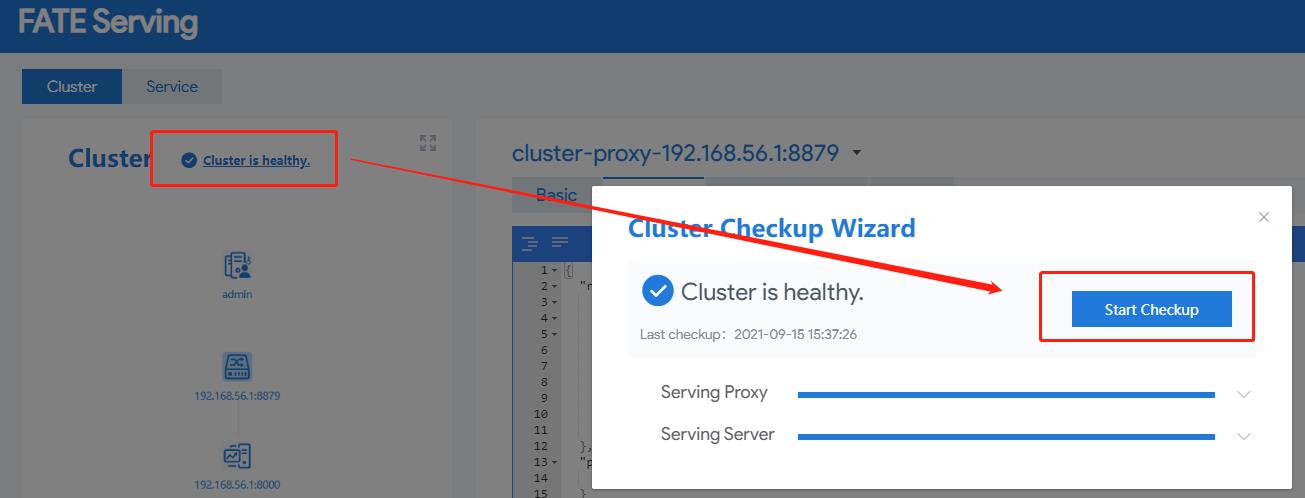 FATE Serving
Cluster
Service
Cluster
Cluster is healthy.
admin
192.168.56.1:8879
192.168.56.1:8000
cluster-proxy-192.168.56.1:8879
Basic
1
{
2
3
4
5
6
7
8
9
10
11
12
},
13
14
15
}
Cluster Checkup Wizard
Cluster is healthy.
Last checkup： 2021-09-15 15:37:26
Start Checkup
Serving Proxy
Serving Server